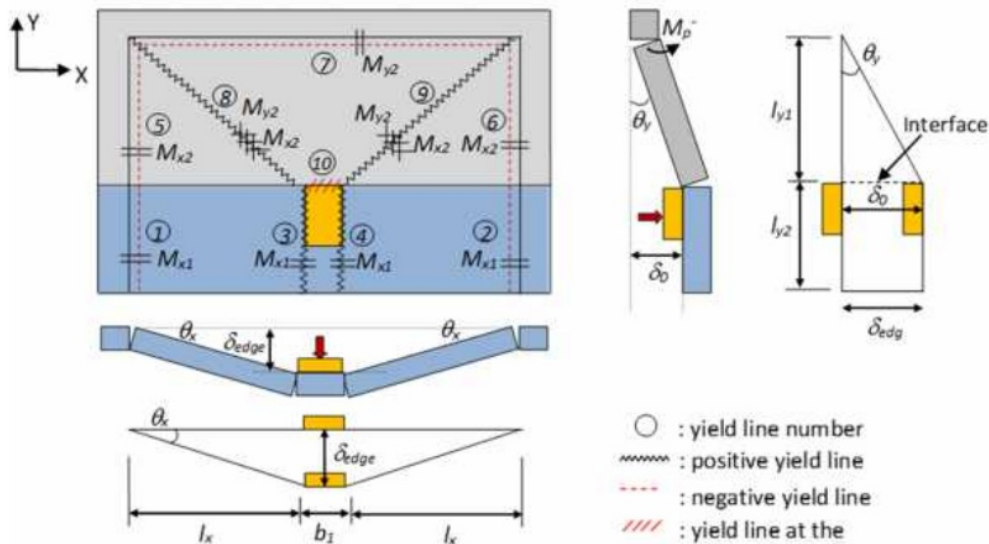 Y
X
⑦
M_y2
⑧
⑨
M_y2
M_x2
M_y2
⑤
M_x2
⑥
M_x2
⑩
①
M_x1
③
M_x1
④
M_x1
②
M_x1
M_p^-
θ_y
δ_0
θ_y
l_y1
Interface
δ_0
l_y2
δ_edg
θ_x
δ_edge
θ_x
θ_x
δ_edge
l_x
b_1
l_x
: yield line number
: positive yield line
: negative yield line
: yield line at the